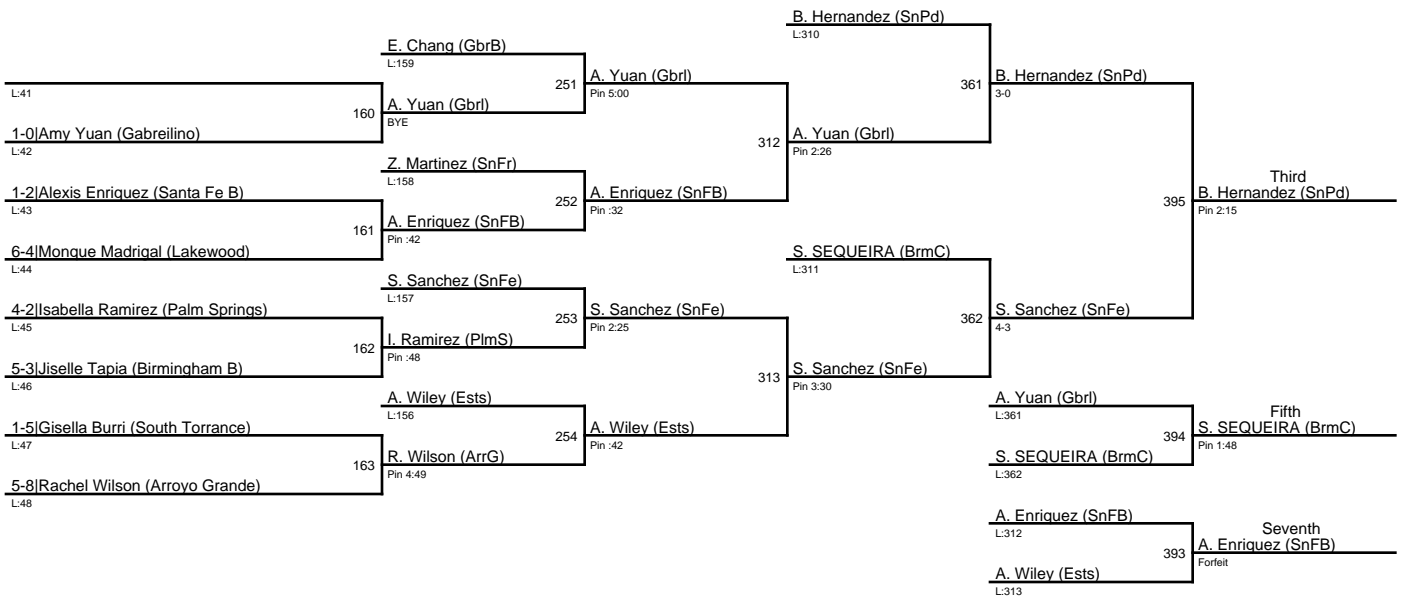 B. Hernandez (SnPd)
L:310
E. Chang (GbrB)
L:159
251
A. Yuan (Gbrl)
Pin 5:00
361
B. Hernandez (SnPd)
3-0
L:41
160
A. Yuan (Gbrl)
BYE
1-0|Amy Yuan (Gabreilino)
L:42
312
A. Yuan (Gbrl)
Pin 2:26
Z. Martinez (SnFr)
L:158
1-2|Alexis Enriquez (Santa Fe B)
L:43
252
A. Enriquez (SnFB)
Pin :32
395
Third
B. Hernandez (SnPd)
Pin 2:15
161
A. Enriquez (SnFB)
Pin :42
6-4|Monque Madrigal (Lakewood)
L:44
S. SEQUEIRA (BrmC)
L:311
S. Sanchez (SnFe)
L:157
4-2|Isabella Ramirez (Palm Springs)
L:45
253
S. Sanchez (SnFe)
Pin 2:25
362
S. Sanchez (SnFe)
4-3
162
I. Ramirez (PlmS)
Pin :48
5-3|Jiselle Tapia (Birmingham B)
L:46
313
S. Sanchez (SnFe)
Pin 3:30
A. Wiley (Ests)
L:156
A. Yuan (Gbrl)
L:361
1-5|Gisella Burri (South Torrance)
L:47
254
A. Wiley (Ests)
Pin :42
394
Fifth
S. SEQUEIRA (BrmC)
Pin 1:48
163
R. Wilson (ArrG)
Pin 4:49
S. SEQUEIRA (BrmC)
L:362
5-8|Rachel Wilson (Arroyo Grande)
L:48
A. Enriquez (SnFB)
L:312
393
Seventh
A. Enriquez (SnFB)
Forfeit
A. Wiley (Ests)
L:313